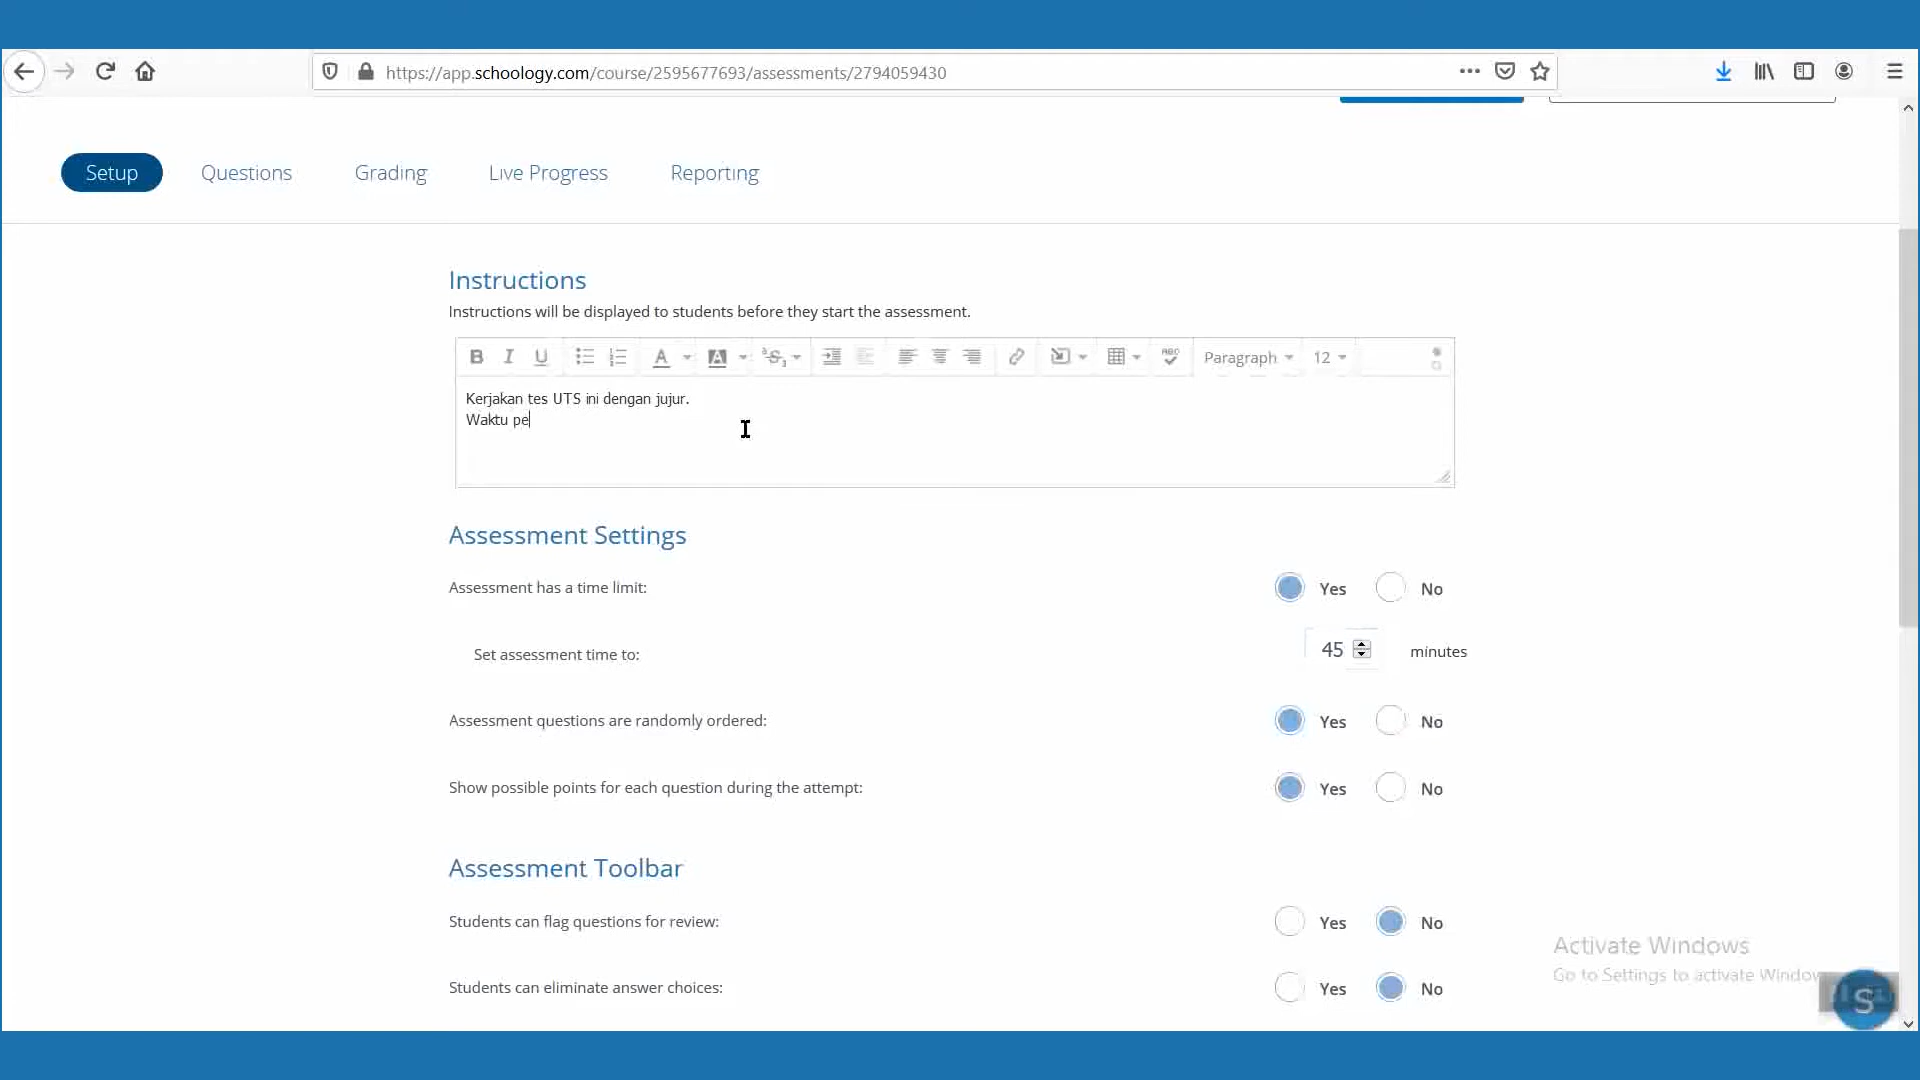 https://app.schoology.com/course/2595677693/assessments/2794059430
Setup
Questions
Grading
Live Progress
Reporting
Instructions
Instructions will be displayed to students before they start the assessment.
B I U A A S ABC Paragraph 12
Kerjakan tes UTS ini dengan jujur.
Waktu pe
Assessment Settings
Assessment has a time limit: Yes No
Set assessment time to: 45 minutes
Assessment questions are randomly ordered: Yes No
Show possible points for each question during the attempt: Yes No
Assessment Toolbar
Students can flag questions for review: Yes No
Activate Windows
Go to Settings to activate Window
Students can eliminate answer choices: Yes No
S